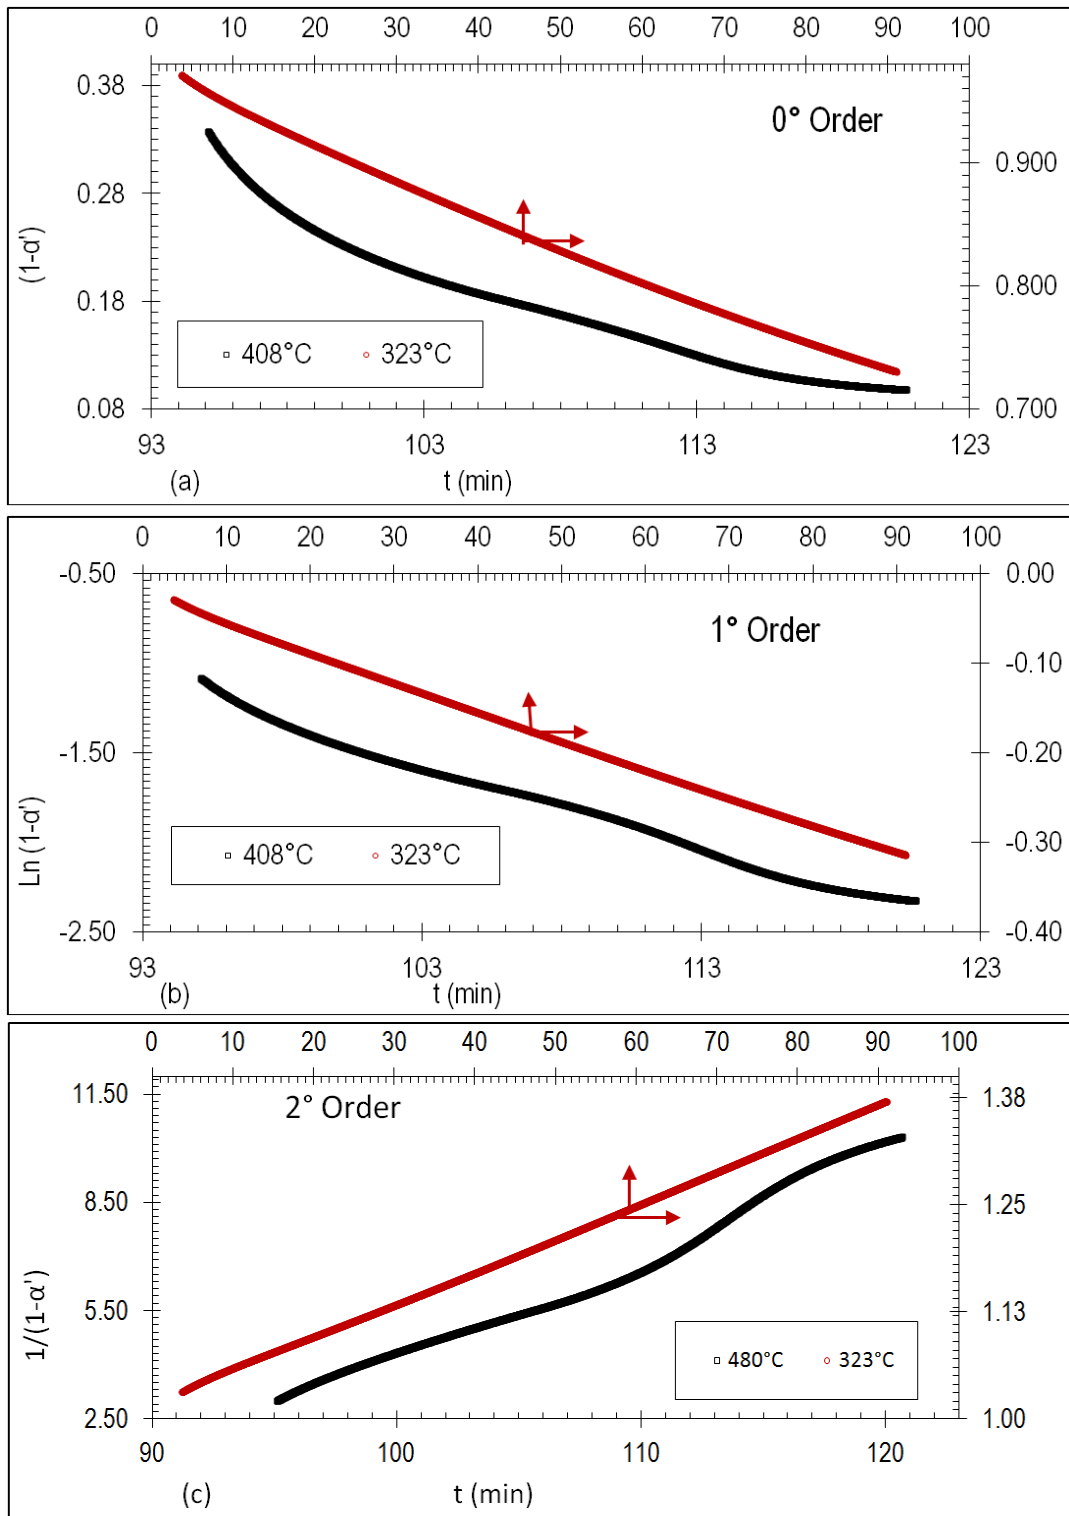 0 10 20 30 40 50 60 70 80 90 100
0.38
0° Order
0.900
0.28
(1-α')
0.800
0.18
408°C 323°C
0.08
0.700
93 103 113 123
(a) t (min)
0 10 20 30 40 50 60 70 80 90 100
-0.50 0.00
1° Order
-0.10
-1.50 -0.20
Ln (1-α')
408°C 323°C
-0.30
-2.50 -0.40
93 103 113 123
(b) t (min)
0 10 20 30 40 50 60 70 80 90 100
11.50 1.38
2° Order
8.50 1.25
1/(1-α')
5.50 1.13
480°C 323°C
2.50 1.00
90 100 110 120
(c) t (min)